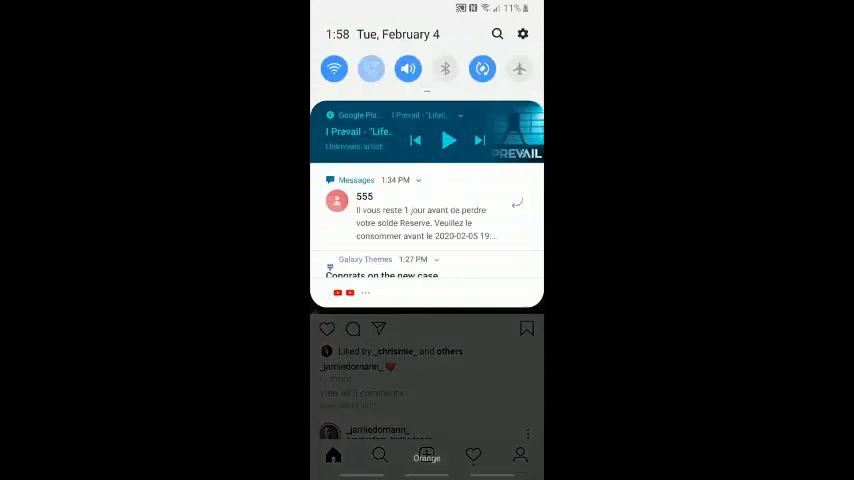 11%
1:58 Tue, February 4
Google Pla... I Prevail - "Lifel..
I Prevail - "Life..
Unknown artist
PREVAIL
Messages 1:34 PM
555
Il vous reste 1 jour avant de perdre
votre solde Reserve. Veuillez le
consommer avant le 2020-02-05 19:...
Galaxy Themes 1:27 PM
Congrats on the new case
Liked by _chrismie_ and others
_jamiedomann_
View all 3 comments
_jamiedomann_
Amsterdam, Netherlands
Orange